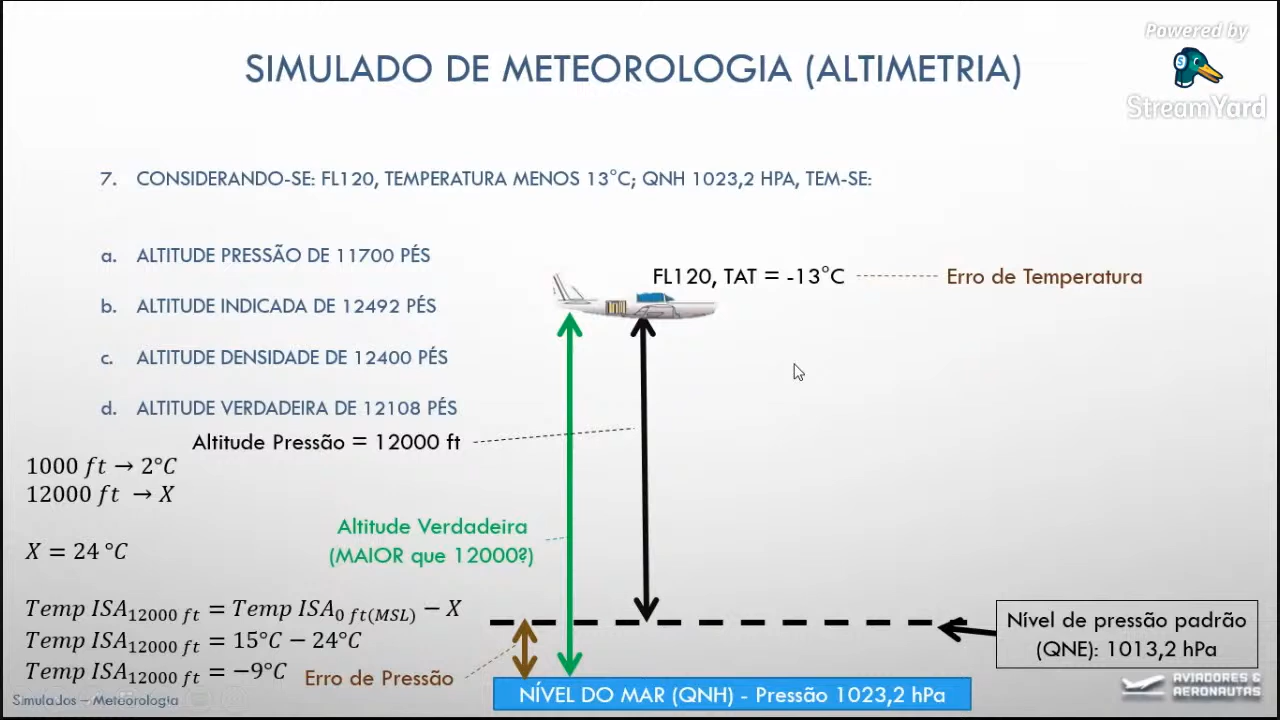 Powered by
StreamYard
SIMULADO DE METEOROLOGIA (ALTIMETRIA)
7. CONSIDERANDO-SE: FL120, TEMPERATURA MENOS 13°C; QNH 1023,2 HPA, TEM-SE:
a. ALTITUDE PRESSÃO DE 11700 PÉS
b. ALTITUDE INDICADA DE 12492 PÉS
c. ALTITUDE DENSIDADE DE 12400 PÉS
d. ALTITUDE VERDADEIRA DE 12108 PÉS
FL120, TAT = -13°C
Erro de Temperatura
Altitude Pressão = 12000 ft
1000 ft → 2°C
12000 ft → X
X = 24 °C
Altitude Verdadeira
(MAIOR que 12000?)
Temp ISA12000 ft = Temp ISA0 ft(MSL) − X
Temp ISA12000 ft = 15°C − 24°C
Temp ISA12000 ft = −9°C
Erro de Pressão
Nível de pressão padrão
(QNE): 1013,2 hPa
NÍVEL DO MAR (QNH) - Pressão 1023,2 hPa
SimulaJos – Meteorologia
AVIADORES &
AERONAUTAS